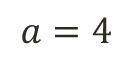 a = 4